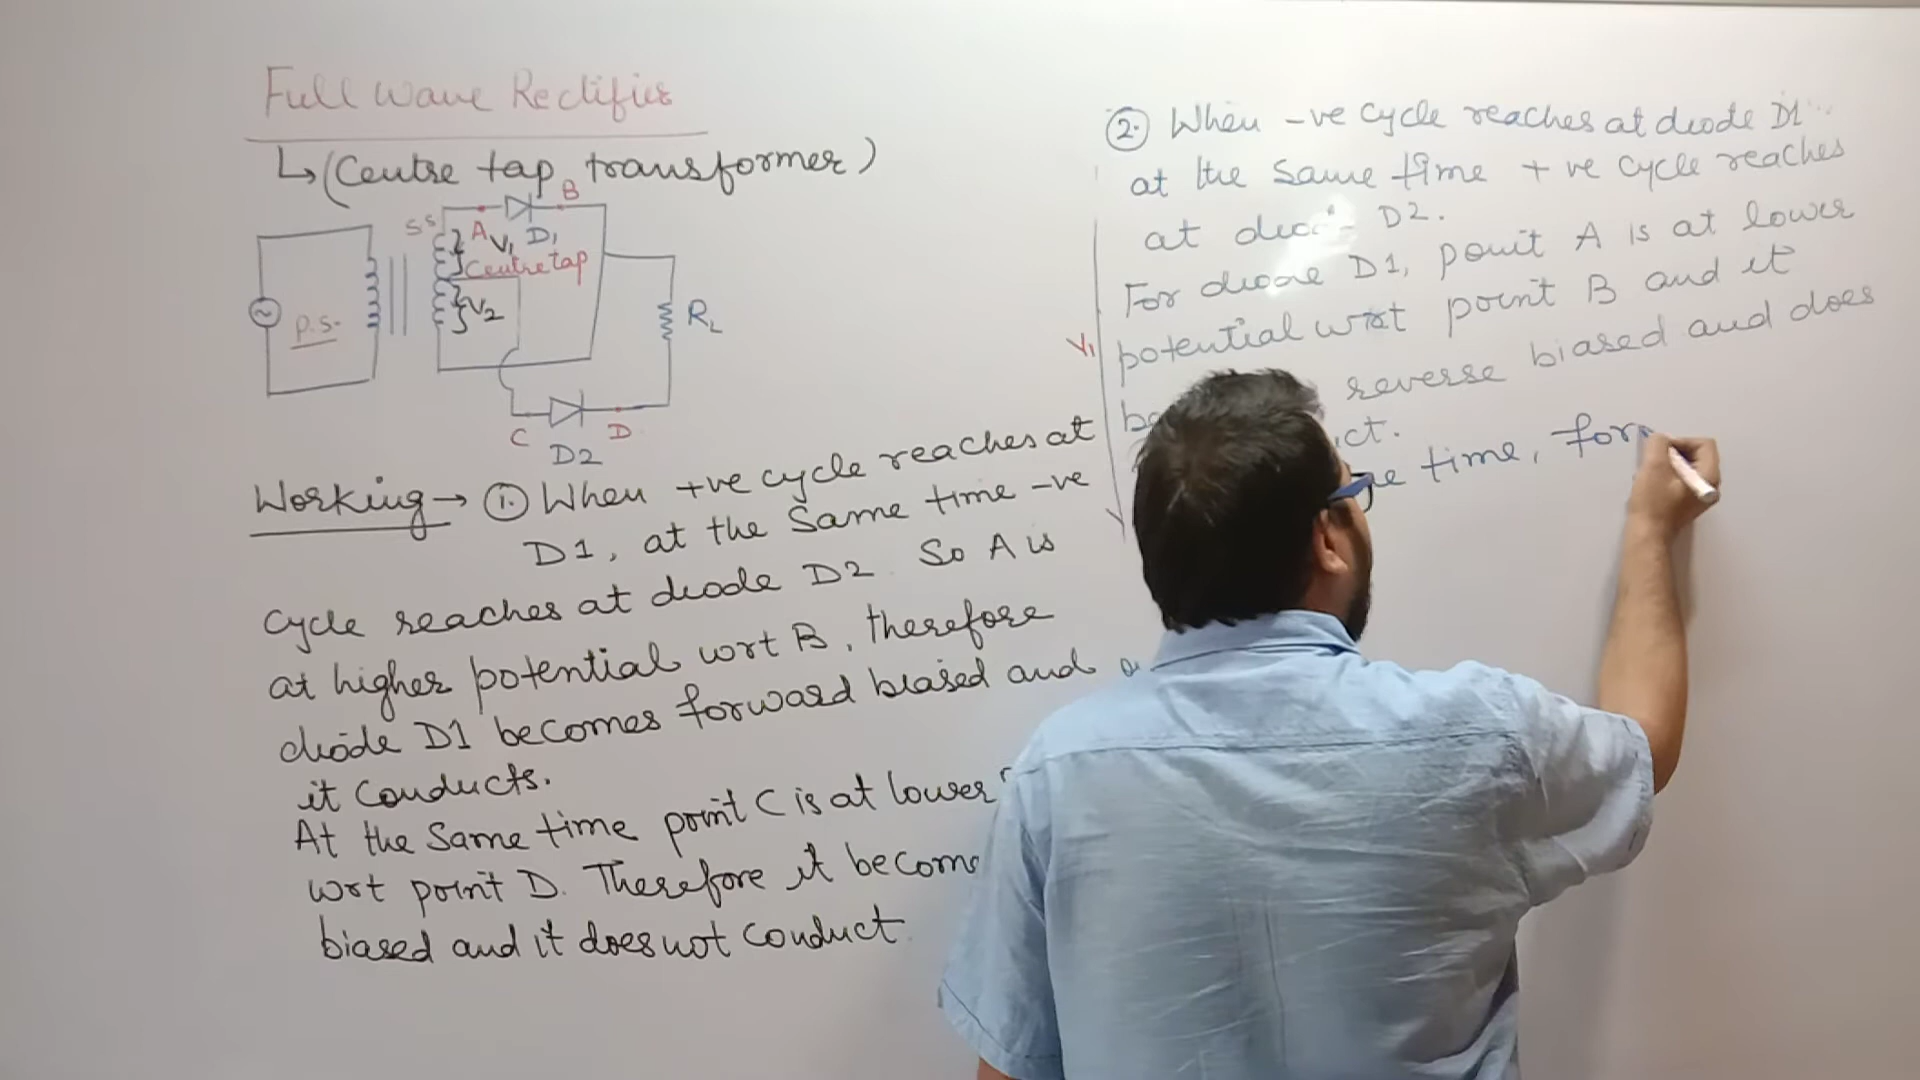 Full Wave Rectifier
↳ (Centre tap transformer)
B
S.S
A
V1
D1
Centre tap
V2
P.S.
RL
C
D
D2
Working → ①. When +ve cycle reaches at
D1, at the same time -ve
cycle reaches at diode D2. So A is
at higher potential wrt B, therefore
diode D1 becomes forward biased and
it conducts.
At the same time point C is at lower
wrt point D. Therefore it become
biased and it does not conduct.
②. When -ve cycle reaches at diode D1
at the same time +ve cycle reaches
at D2.
For diode D1, point A is at lower
potential wrt point B and it
reverse biased and does
time, for
V1